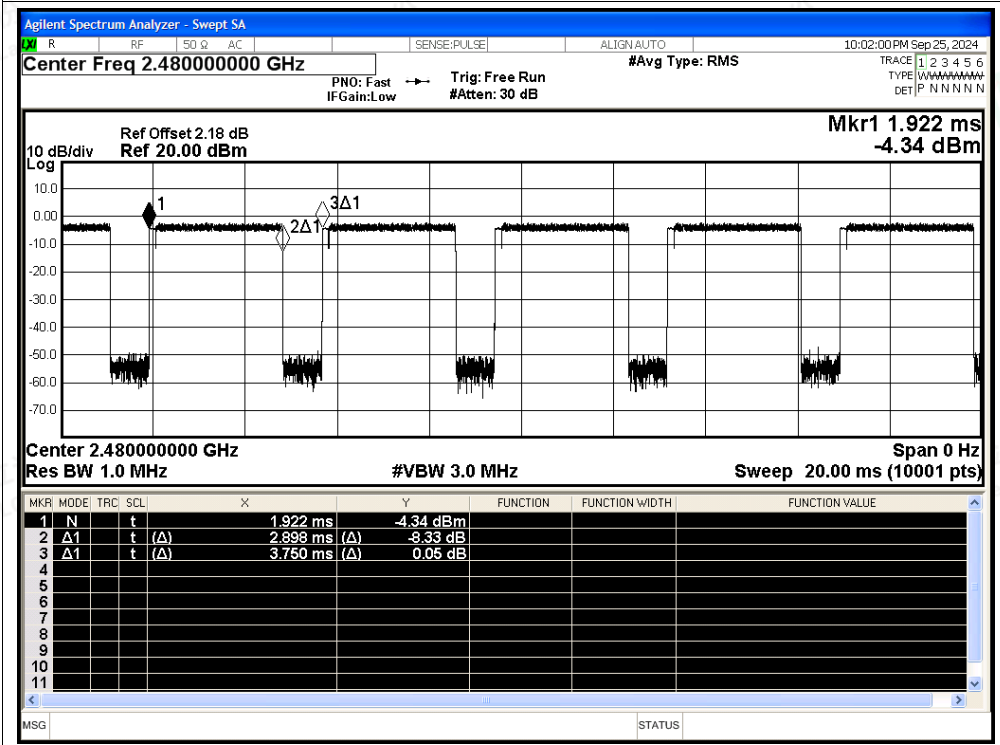 Agilent Spectrum Analyzer - Swept SA
LXI R RF 50 Ω AC SENSE:PULSE ALIGN AUTO 10:02:00 PM Sep 25, 2024
Center Freq 2.480000000 GHz #Avg Type: RMS TRACE 1 2 3 4 5 6
PNO: Fast Trig: Free Run TYPE WWWWWW
IFGain:Low #Atten: 30 dB DET P N N N N N
Mkr1 1.922 ms
Ref Offset 2.18 dB
10 dB/div Ref 20.00 dBm -4.34 dBm
Log
10.0
1 3Δ1
0.00
2Δ1
-10.0
-20.0
-30.0
-40.0
-50.0
-60.0
-70.0
Center 2.480000000 GHz Span 0 Hz
Res BW 1.0 MHz #VBW 3.0 MHz Sweep 20.00 ms (10001 pts)
MKR MODE TRC SCL X Y FUNCTION FUNCTION WIDTH FUNCTION VALUE
1 N t 1.922 ms -4.34 dBm
2 Δ1 t (Δ) 2.898 ms (Δ) -8.33 dB
3 Δ1 t (Δ) 3.750 ms (Δ) 0.05 dB
4
5
6
7
8
9
10
11
MSG STATUS